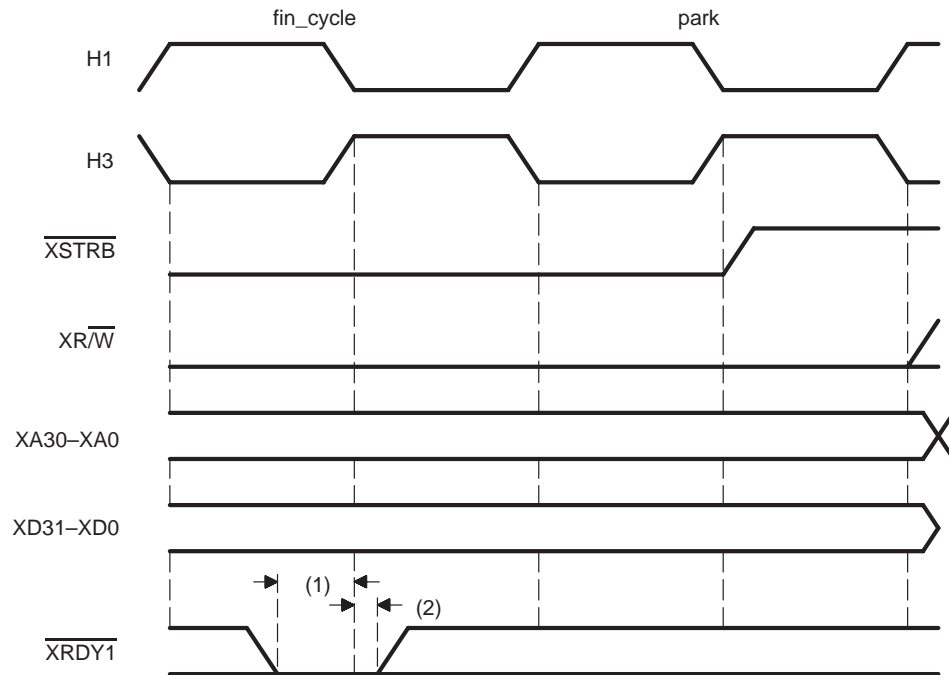 fin_cycle park
H1
H3
XSTRB
XR/W
XA30–XA0
XD31–XD0
(1)
(2)
XRDY1